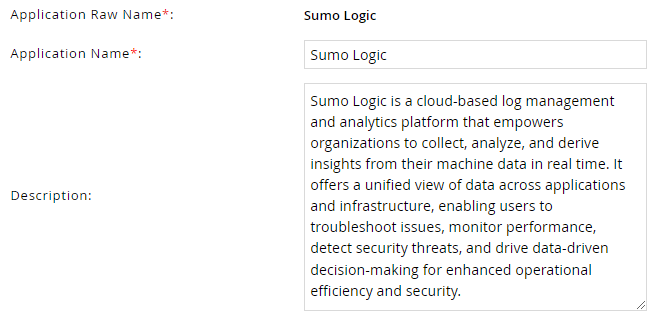 Application Raw Name*: Sumo Logic
Application Name*: Sumo Logic
Sumo Logic is a cloud-based log management
and analytics platform that empowers
organizations to collect, analyze, and derive
insights from their machine data in real time. It
offers a unified view of data across applications
Description:
and infrastructure, enabling users to
troubleshoot issues, monitor performance,
detect security threats, and drive data-driven
decision-making for enhanced operational
efficiency and security.